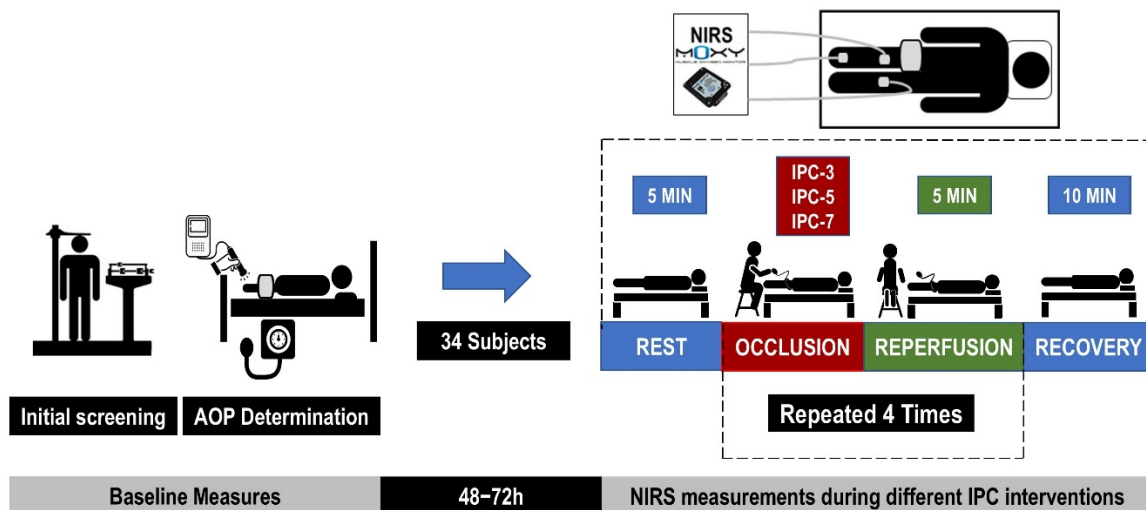 NIRS
MOXY
MUSCLE OXYGEN MONITOR
5 MIN
IPC-3
IPC-5
IPC-7
5 MIN
10 MIN
34 Subjects
REST
OCCLUSION
REPERFUSION
RECOVERY
Initial screening
AOP Determination
Repeated 4 Times
Baseline Measures
48–72h
NIRS measurements during different IPC interventions